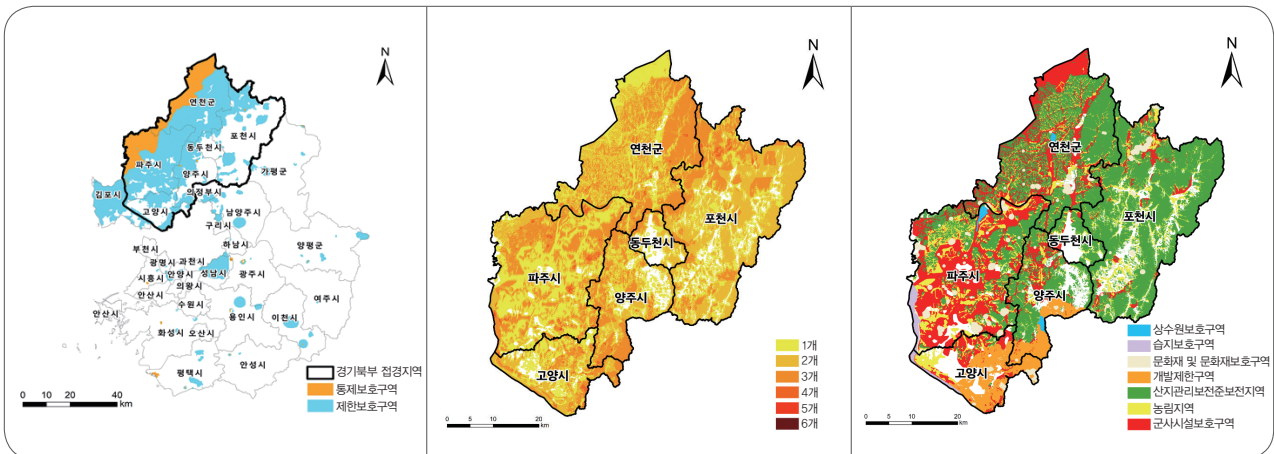 N
연천군
포천시
동두천시
파주시
양주시
가평군
의정부시
김포시
고양시
남양주시
구리시
하남시
양평군
부천시
광명시 과천시
시흥시 안양시 성남시 광주시
의왕시
안산시
수원시
여주시
안산시
용인시 이천시
화성시 오산시
평택시
안성시
경기북부 접경지역
통제보호구역
제한보호구역
0 10 20 40
km
N
연천군
포천시
동두천시
파주시
양주시
고양시
1개
2개
3개
4개
5개
6개
0 5 10 20
km
N
연천군
포천시
동두천시
파주시
양주시
고양시
상수원보호구역
습지보호구역
문화재 및 문화재보호구역
개발제한구역
산지관리보전준보전지역
농림지역
군사시설보호구역
0 5 10 20
km